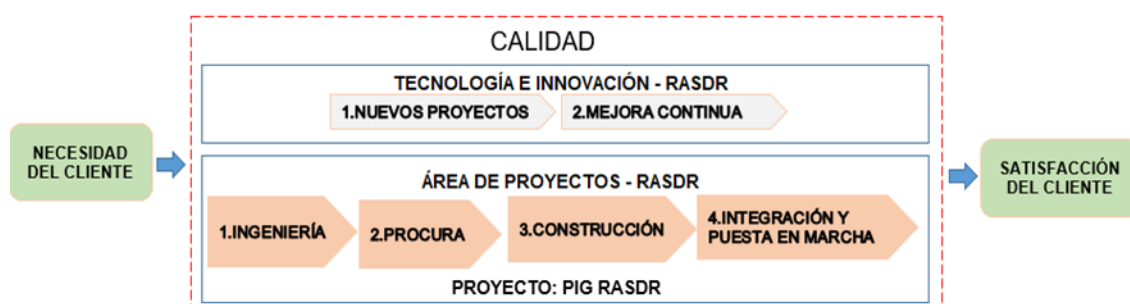 CALIDAD
TECNOLOGÍA E INNOVACIÓN - RASDR
1.NUEVOS PROYECTOS
2.MEJORA CONTINUA
NECESIDAD
DEL CLIENTE
ÁREA DE PROYECTOS - RASDR
1.INGENIERÍA
2.PROCURA
3.CONSTRUCCIÓN
4.INTEGRACIÓN Y
PUESTA EN MARCHA
PROYECTO: PIG RASDR
SATISFACCIÓN
DEL CLIENTE